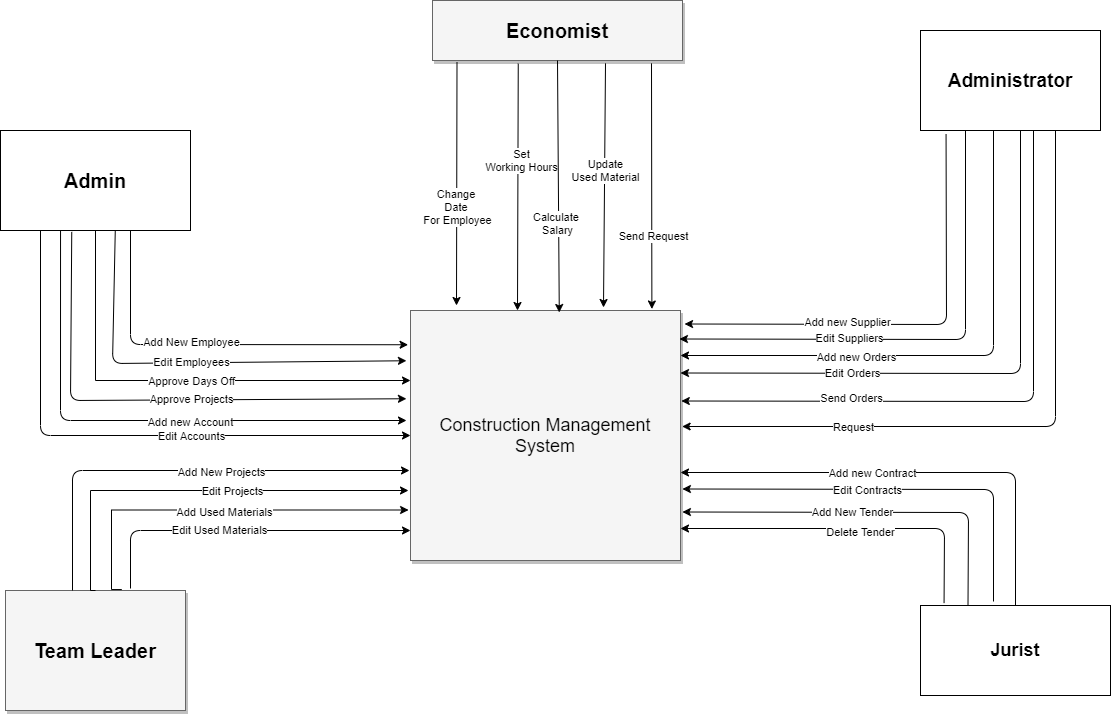 Economist
Administrator
Admin
Set
Working Hours
Update
Used Material
Change
Date
For Employee
Calculate
Salary
Send Request
Add New Employee
Edit Employees
Approve Days Off
Approve Projects
Add new Account
Edit Accounts
Add new Supplier
Edit Suppliers
Add new Orders
Edit Orders
Send Orders
Request
Construction Management
System
Add New Projects
Edit Projects
Add Used Materials
Edit Used Materials
Add new Contract
Edit Contracts
Add New Tender
Delete Tender
Team Leader
Jurist